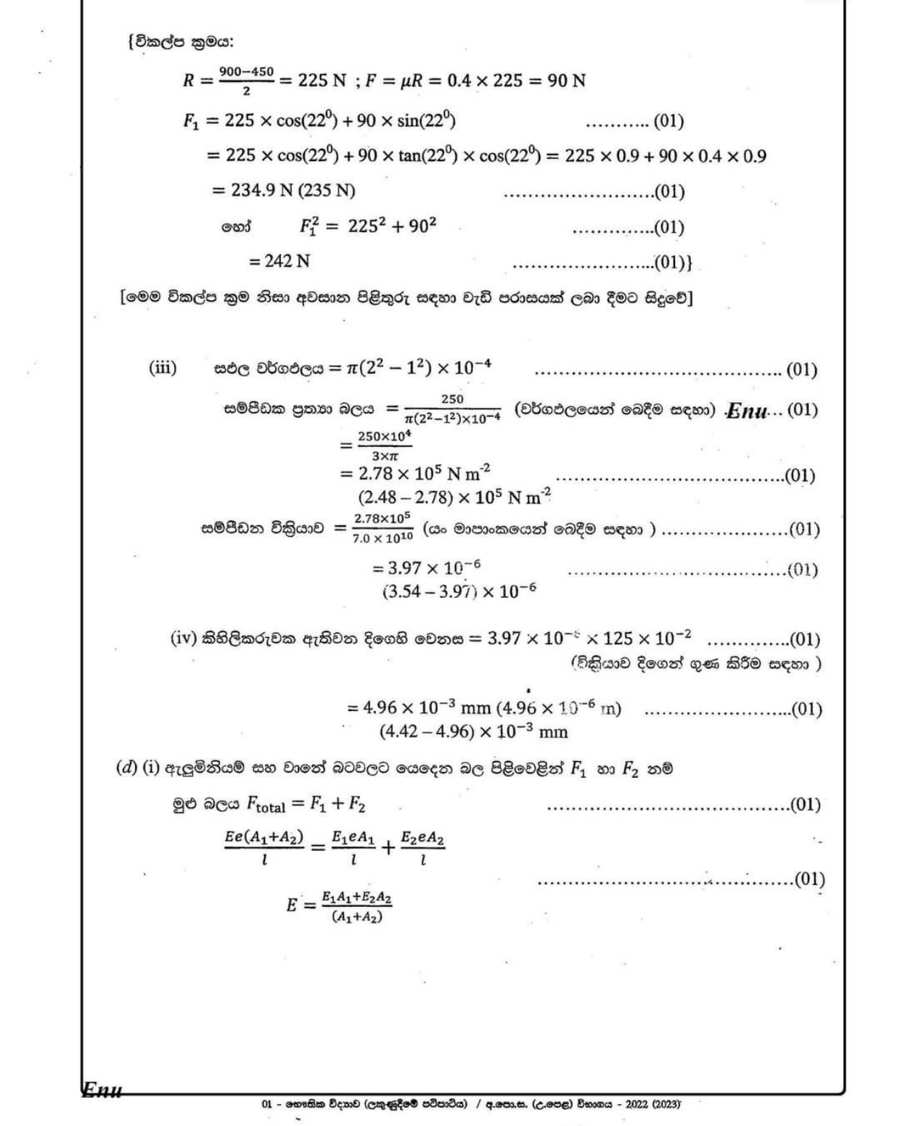 {විකල්ප ක්‍රමය:
R = 900−450/2 = 225 N ; F = μR = 0.4 × 225 = 90 N
F₁ = 225 × cos(22⁰) + 90 × sin(22⁰) ........... (01)
= 225 × cos(22⁰) + 90 × tan(22⁰) × cos(22⁰) = 225 × 0.9 + 90 × 0.4 × 0.9
= 234.9 N (235 N) .........................(01)
හෝ F₁² = 225² + 90² ..............(01)
= 242 N .......................(01)}
[මෙම විකල්ප ක්‍රම නිසා අවසාන පිළිතුරු සඳහා වැඩි පරාසයක් ලබා දීමට සිදුවේ]
(iii) සඵල වර්ගඵලය = π(2² − 1²) × 10⁻⁴ ......................................... (01)
සම්පීඩක ප්‍රත්‍යා බලය = 250/π(2²−1²)×10⁻⁴ (වර්ගඵලයෙන් බෙදීම සඳහා) .Enu... (01)
= 250×10⁴/3×π
= 2.78 × 10⁵ N m⁻² ......................................(01)
(2.48 – 2.78) × 10⁵ N m⁻²
සම්පීඩන වික්‍රියාව = 2.78×10⁵/7.0 × 10¹⁰ (යං මාපාංකයෙන් බෙදීම සඳහා ) .....................(01)
= 3.97 × 10⁻⁶ ....................................(01)
(3.54 – 3.97) × 10⁻⁶
(iv) කිහිලිකරුවක ඇතිවන දිගෙහි වෙනස = 3.97 × 10⁻⁶ × 125 × 10⁻² ..............(01)
(වික්‍රියාව දිගෙන් ගුණ කිරීම සඳහා )
= 4.96 × 10⁻³ mm (4.96 × 10⁻⁶ m) ........................(01)
(4.42 – 4.96) × 10⁻³ mm
(d) (i) ඇලුමිනියම් සහ වානේ බටවලට යෙදෙන බල පිළිවෙළින් F₁ හා F₂ නම්
මුළු බලය F_total = F₁ + F₂ ........................................(01)
Ee(A₁+A₂)/l = E₁eA₁/l + E₂eA₂/l
..........................................(01)
E = E₁A₁+E₂A₂/(A₁+A₂)
Enu
01 - භෞතික විද්‍යාව (ලකුණුදීමේ පටිපාටිය) / අ.පො.ස. (උ.පෙළ) විභාගය - 2022 (2023)